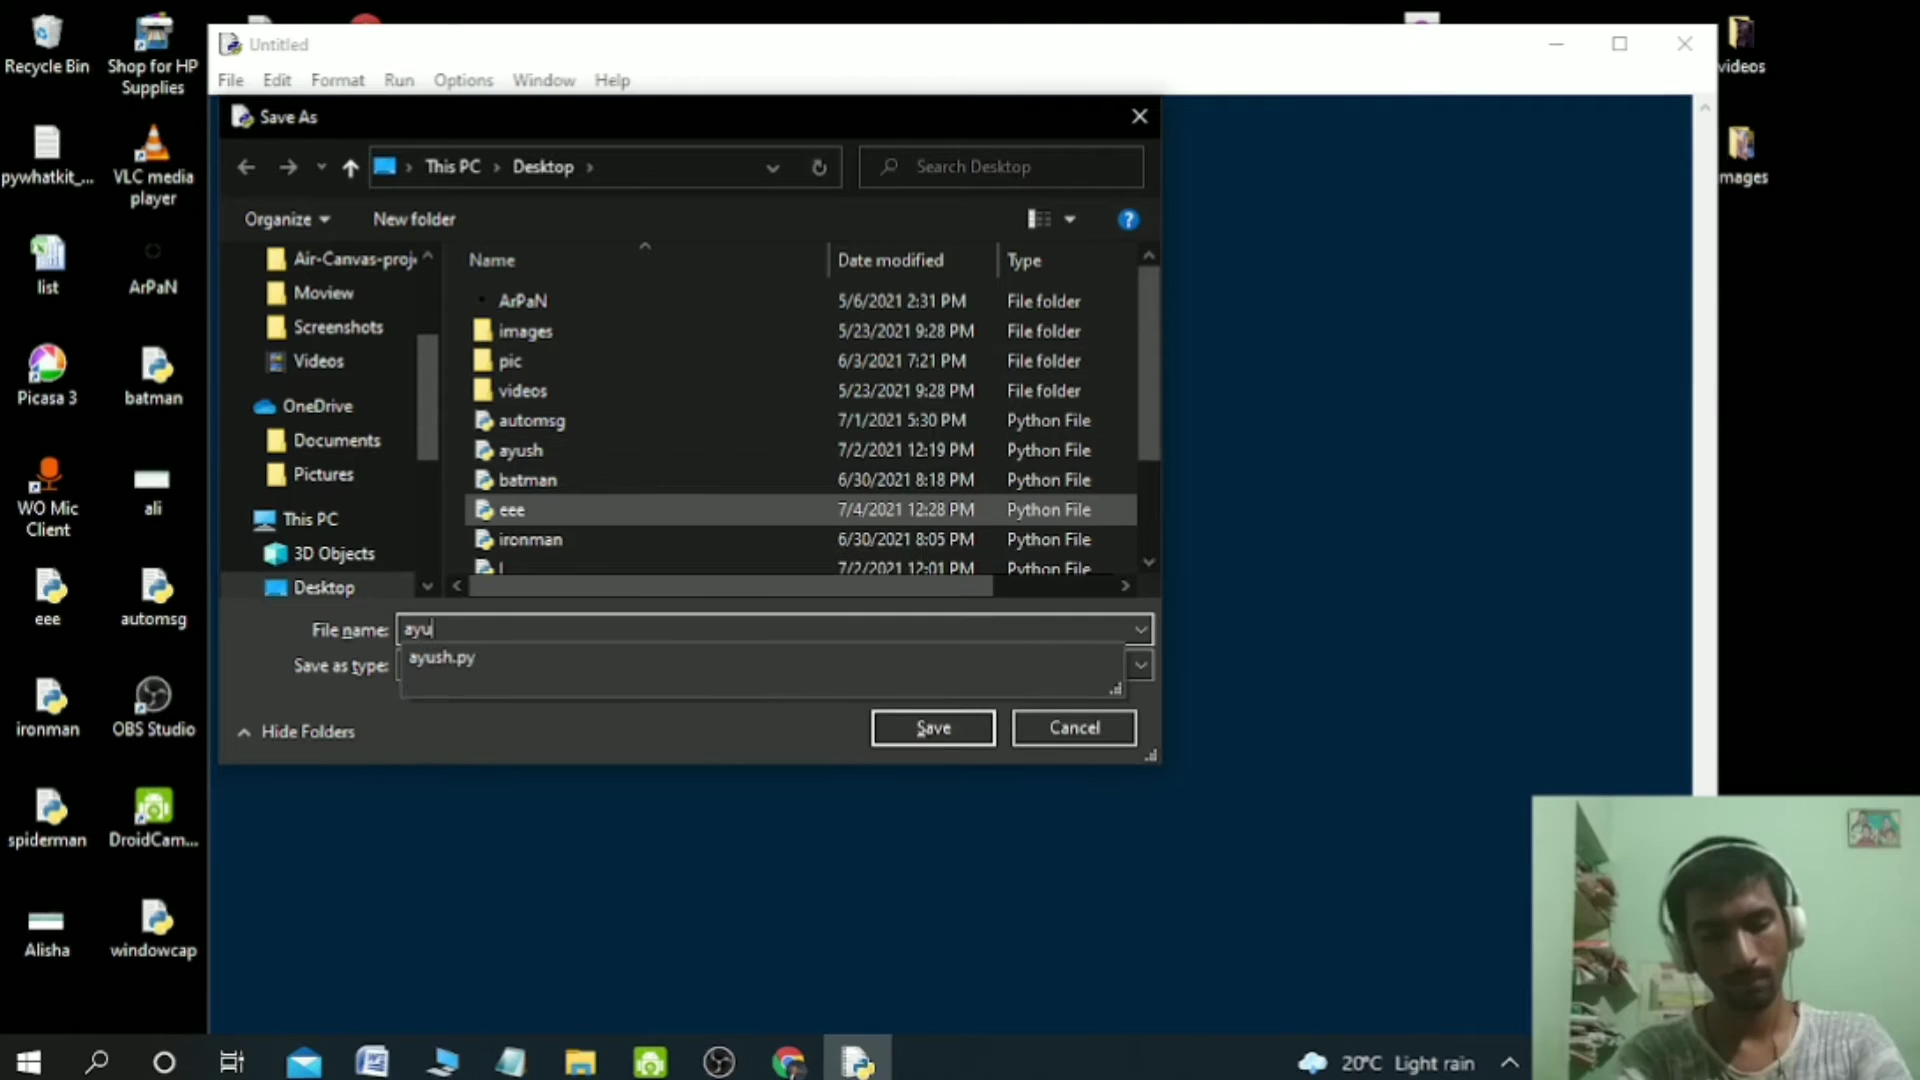 Recycle Bin
Shop for HP
Supplies
pywhatkit_...
VLC media
player
list
ArPaN
Picasa 3
batman
WO Mic
Client
ali
eee
automsg
ironman
OBS Studio
spiderman
DroidCam...
Alisha
windowcap
videos
mages
Untitled
File Edit Format Run Options Window Help
Save As
This PC > Desktop >
Search Desktop
Organize New folder
Air-Canvas-proj
Moview
Screenshots
Videos
OneDrive
Documents
Pictures
This PC
3D Objects
Desktop
Name Date modified Type
ArPaN 5/6/2021 2:31 PM File folder
images 5/23/2021 9:28 PM File folder
pic 6/3/2021 7:21 PM File folder
videos 5/23/2021 9:28 PM File folder
automsg 7/1/2021 5:30 PM Python File
ayush 7/2/2021 12:19 PM Python File
batman 6/30/2021 8:18 PM Python File
eee 7/4/2021 12:28 PM Python File
ironman 6/30/2021 8:05 PM Python File
7/2/2021 12:01 PM Python File
File name: ayu
ayush.py
Save as type:
Hide Folders
Save
Cancel
20°C Light rain